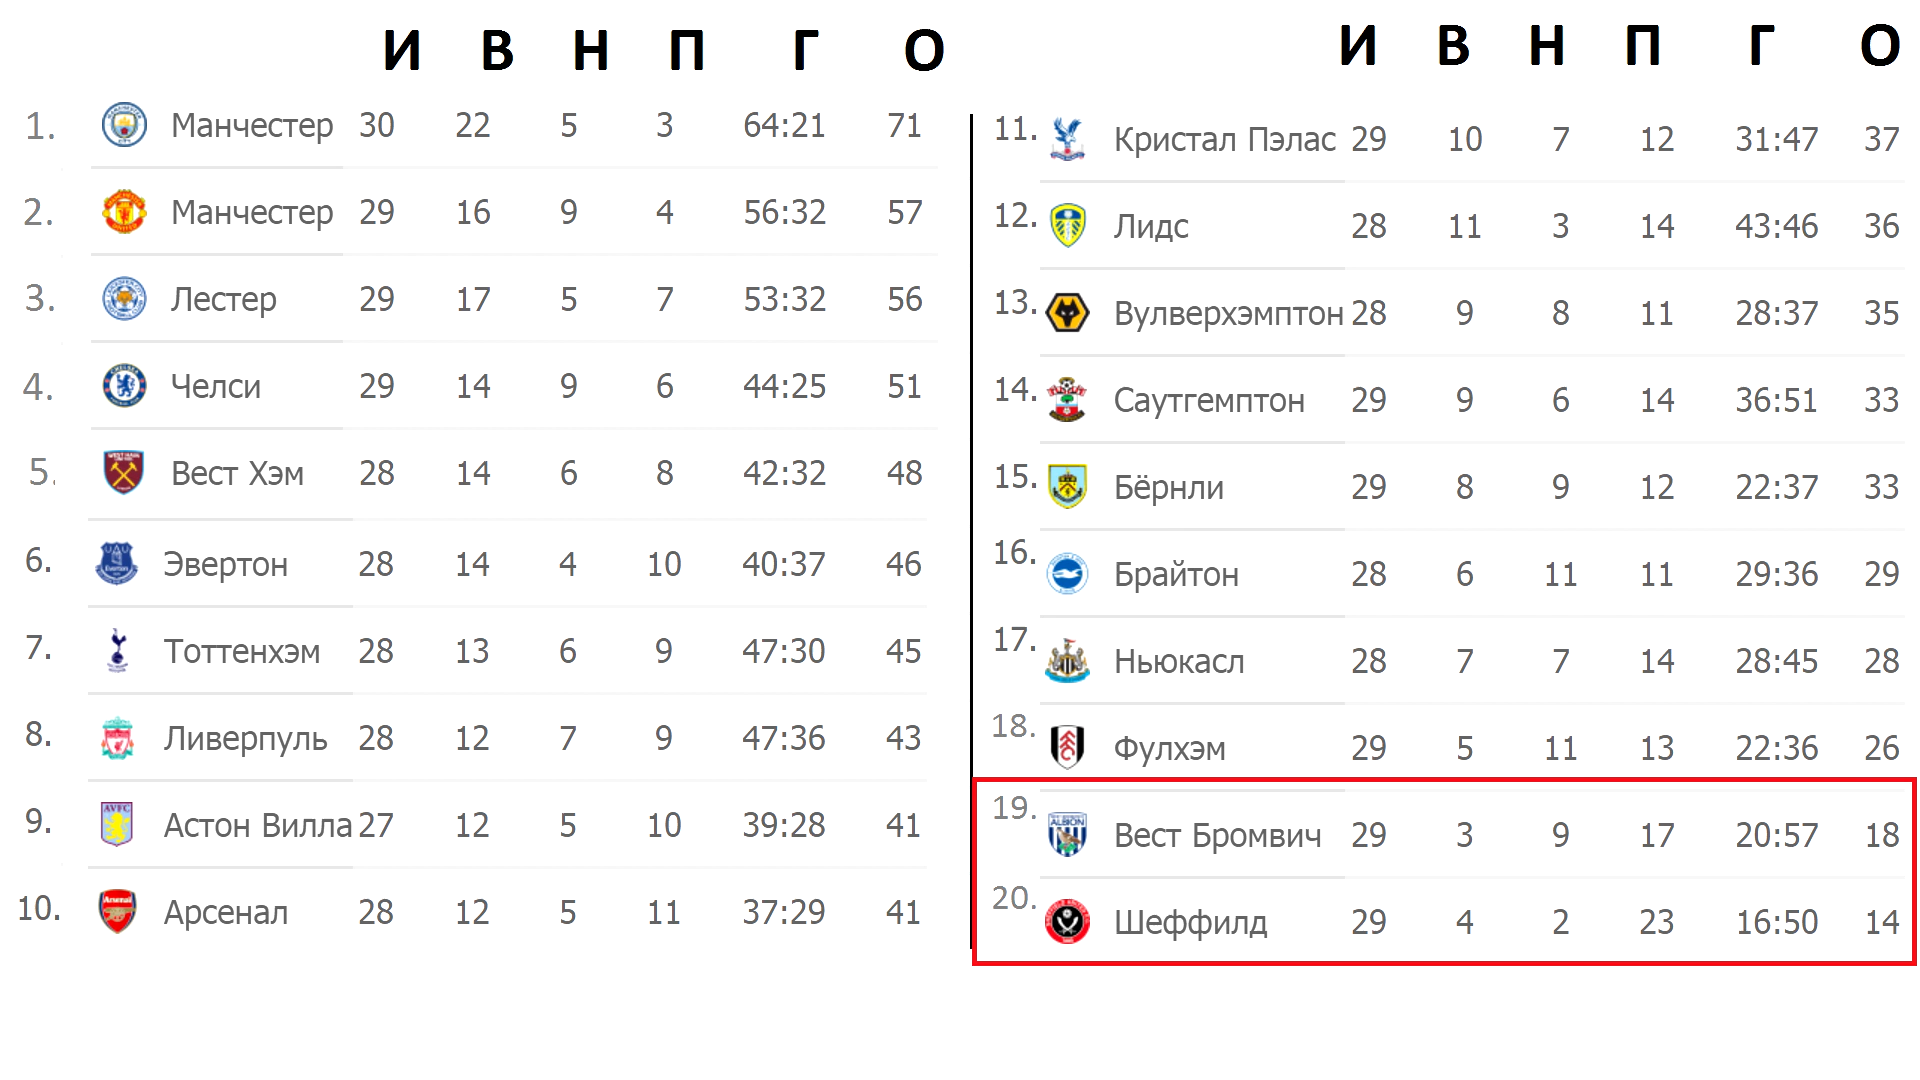 И В Н П Г О
1. Манчестер 30 22 5 3 64:21 71
2. Манчестер 29 16 9 4 56:32 57
3. Лестер 29 17 5 7 53:32 56
4. Челси 29 14 9 6 44:25 51
5. Вест Хэм 28 14 6 8 42:32 48
6. Эвертон 28 14 4 10 40:37 46
7. Тоттенхэм 28 13 6 9 47:30 45
8. Ливерпуль 28 12 7 9 47:36 43
9. AVFC Астон Вилла 27 12 5 10 39:28 41
10. Arsenal Арсенал 28 12 5 11 37:29 41
И В Н П Г О
11. Кристал Пэлас 29 10 7 12 31:47 37
12. Лидс 28 11 3 14 43:46 36
13. Вулверхэмптон 28 9 8 11 28:37 35
14. Саутгемптон 29 9 6 14 36:51 33
15. Бёрнли 29 8 9 12 22:37 33
16. Брайтон 28 6 11 11 29:36 29
17. Ньюкасл 28 7 7 14 28:45 28
18. Фулхэм 29 5 11 13 22:36 26
19. ALBION Вест Бромвич 29 3 9 17 20:57 18
20. Шеффилд 29 4 2 23 16:50 14